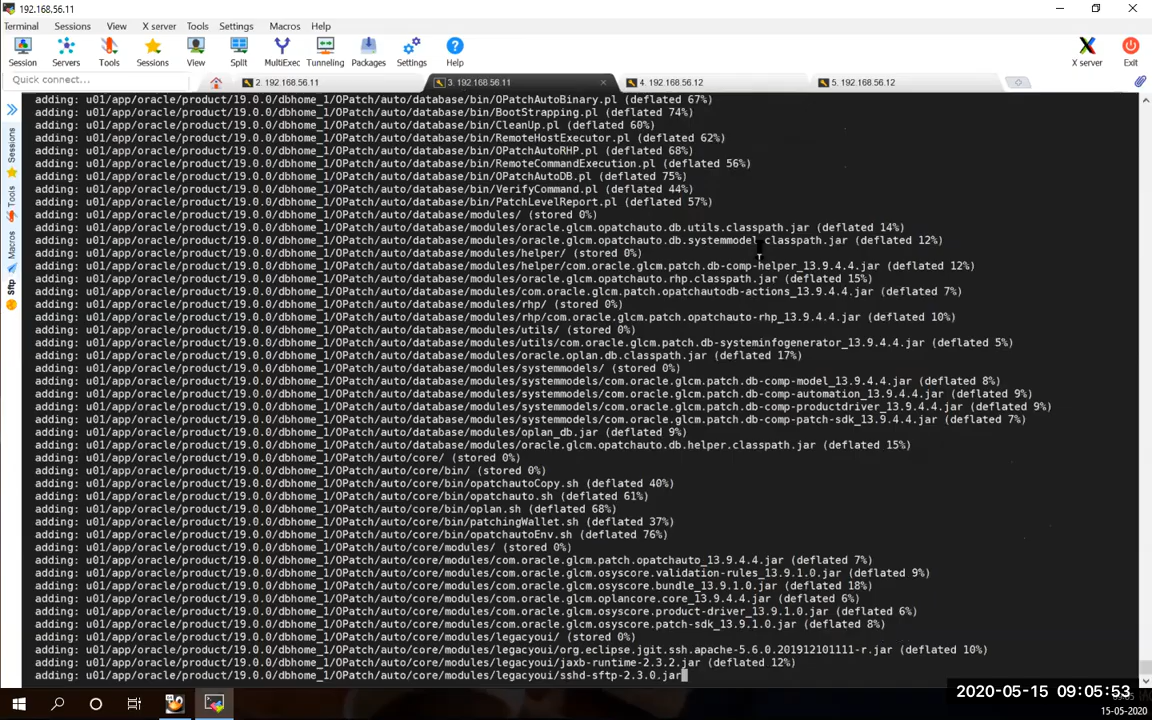 192.168.56.11
Terminal Sessions View X server Tools Settings Macros Help
Session Servers Tools Sessions View Split MultiExec Tunneling Packages Settings Help X server Exit
Quick connect...
2. 192.168.56.11
3. 192.168.56.11
4. 192.168.56.12
5. 192.168.56.12
Sessions
Tools
Macros
sftp
adding: u01/app/oracle/product/19.0.0/dbhome_1/OPatch/auto/database/bin/OPatchAutoBinary.pl (deflated 67%)
adding: u01/app/oracle/product/19.0.0/dbhome_1/OPatch/auto/database/bin/BootStrapping.pl (deflated 74%)
adding: u01/app/oracle/product/19.0.0/dbhome_1/OPatch/auto/database/bin/CleanUp.pl (deflated 60%)
adding: u01/app/oracle/product/19.0.0/dbhome_1/OPatch/auto/database/bin/RemoteHostExecutor.pl (deflated 62%)
adding: u01/app/oracle/product/19.0.0/dbhome_1/OPatch/auto/database/bin/OPatchAutoRHP.pl (deflated 68%)
adding: u01/app/oracle/product/19.0.0/dbhome_1/OPatch/auto/database/bin/RemoteCommandExecution.pl (deflated 56%)
adding: u01/app/oracle/product/19.0.0/dbhome_1/OPatch/auto/database/bin/OPatchAutoDB.pl (deflated 75%)
adding: u01/app/oracle/product/19.0.0/dbhome_1/OPatch/auto/database/bin/VerifyCommand.pl (deflated 44%)
adding: u01/app/oracle/product/19.0.0/dbhome_1/OPatch/auto/database/bin/PatchLevelReport.pl (deflated 57%)
adding: u01/app/oracle/product/19.0.0/dbhome_1/OPatch/auto/database/modules/ (stored 0%)
adding: u01/app/oracle/product/19.0.0/dbhome_1/OPatch/auto/database/modules/oracle.glcm.opatchauto.db.utils.classpath.jar (deflated 14%)
adding: u01/app/oracle/product/19.0.0/dbhome_1/OPatch/auto/database/modules/oracle.glcm.opatchauto.db.systemmodel.classpath.jar (deflated 12%)
adding: u01/app/oracle/product/19.0.0/dbhome_1/OPatch/auto/database/modules/helper/ (stored 0%)
adding: u01/app/oracle/product/19.0.0/dbhome_1/OPatch/auto/database/modules/helper/com.oracle.glcm.patch.db-comp-helper_13.9.4.4.jar (deflated 12%)
adding: u01/app/oracle/product/19.0.0/dbhome_1/OPatch/auto/database/modules/oracle.glcm.opatchauto.rhp.classpath.jar (deflated 15%)
adding: u01/app/oracle/product/19.0.0/dbhome_1/OPatch/auto/database/modules/com.oracle.glcm.patch.opatchautodb-actions_13.9.4.4.jar (deflated 7%)
adding: u01/app/oracle/product/19.0.0/dbhome_1/OPatch/auto/database/modules/rhp/ (stored 0%)
adding: u01/app/oracle/product/19.0.0/dbhome_1/OPatch/auto/database/modules/rhp/com.oracle.glcm.patch.opatchauto-rhp_13.9.4.4.jar (deflated 10%)
adding: u01/app/oracle/product/19.0.0/dbhome_1/OPatch/auto/database/modules/utils/ (stored 0%)
adding: u01/app/oracle/product/19.0.0/dbhome_1/OPatch/auto/database/modules/utils/com.oracle.glcm.patch.db-systeminfogenerator_13.9.4.4.jar (deflated 5%)
adding: u01/app/oracle/product/19.0.0/dbhome_1/OPatch/auto/database/modules/oracle.oplan.db.classpath.jar (deflated 17%)
adding: u01/app/oracle/product/19.0.0/dbhome_1/OPatch/auto/database/modules/systemmodels/ (stored 0%)
adding: u01/app/oracle/product/19.0.0/dbhome_1/OPatch/auto/database/modules/systemmodels/com.oracle.glcm.patch.db-comp-model_13.9.4.4.jar (deflated 8%)
adding: u01/app/oracle/product/19.0.0/dbhome_1/OPatch/auto/database/modules/systemmodels/com.oracle.glcm.patch.db-comp-automation_13.9.4.4.jar (deflated 9%)
adding: u01/app/oracle/product/19.0.0/dbhome_1/OPatch/auto/database/modules/systemmodels/com.oracle.glcm.patch.db-comp-productdriver_13.9.4.4.jar (deflated 9%)
adding: u01/app/oracle/product/19.0.0/dbhome_1/OPatch/auto/database/modules/systemmodels/com.oracle.glcm.patch.db-comp-patch-sdk_13.9.4.4.jar (deflated 7%)
adding: u01/app/oracle/product/19.0.0/dbhome_1/OPatch/auto/database/modules/oplan_db.jar (deflated 9%)
adding: u01/app/oracle/product/19.0.0/dbhome_1/OPatch/auto/database/modules/oracle.glcm.opatchauto.db.helper.classpath.jar (deflated 15%)
adding: u01/app/oracle/product/19.0.0/dbhome_1/OPatch/auto/core/ (stored 0%)
adding: u01/app/oracle/product/19.0.0/dbhome_1/OPatch/auto/core/bin/ (stored 0%)
adding: u01/app/oracle/product/19.0.0/dbhome_1/OPatch/auto/core/bin/opatchautoCopy.sh (deflated 40%)
adding: u01/app/oracle/product/19.0.0/dbhome_1/OPatch/auto/core/bin/opatchauto.sh (deflated 61%)
adding: u01/app/oracle/product/19.0.0/dbhome_1/OPatch/auto/core/bin/oplan.sh (deflated 68%)
adding: u01/app/oracle/product/19.0.0/dbhome_1/OPatch/auto/core/bin/patchingWallet.sh (deflated 37%)
adding: u01/app/oracle/product/19.0.0/dbhome_1/OPatch/auto/core/bin/opatchautoEnv.sh (deflated 76%)
adding: u01/app/oracle/product/19.0.0/dbhome_1/OPatch/auto/core/modules/ (stored 0%)
adding: u01/app/oracle/product/19.0.0/dbhome_1/OPatch/auto/core/modules/com.oracle.glcm.patch.opatchauto_13.9.4.4.jar (deflated 7%)
adding: u01/app/oracle/product/19.0.0/dbhome_1/OPatch/auto/core/modules/com.oracle.glcm.osyscore.validation-rules_13.9.1.0.jar (deflated 9%)
adding: u01/app/oracle/product/19.0.0/dbhome_1/OPatch/auto/core/modules/com.oracle.glcm.osyscore.bundle_13.9.1.0.jar (deflated 18%)
adding: u01/app/oracle/product/19.0.0/dbhome_1/OPatch/auto/core/modules/com.oracle.glcm.oplancore.core_13.9.4.4.jar (deflated 6%)
adding: u01/app/oracle/product/19.0.0/dbhome_1/OPatch/auto/core/modules/com.oracle.glcm.osyscore.product-driver_13.9.1.0.jar (deflated 6%)
adding: u01/app/oracle/product/19.0.0/dbhome_1/OPatch/auto/core/modules/com.oracle.glcm.osyscore.patch-sdk_13.9.1.0.jar (deflated 8%)
adding: u01/app/oracle/product/19.0.0/dbhome_1/OPatch/auto/core/modules/legacyoui/ (stored 0%)
adding: u01/app/oracle/product/19.0.0/dbhome_1/OPatch/auto/core/modules/legacyoui/org.eclipse.jgit.ssh.apache-5.6.0.201912101111-r.jar (deflated 10%)
adding: u01/app/oracle/product/19.0.0/dbhome_1/OPatch/auto/core/modules/legacyoui/jaxb-runtime-2.3.2.jar (deflated 12%)
adding: u01/app/oracle/product/19.0.0/dbhome_1/OPatch/auto/core/modules/legacyoui/sshd-sftp-2.3.0.jar
2020-05-15 09:05:53
15-05-2020